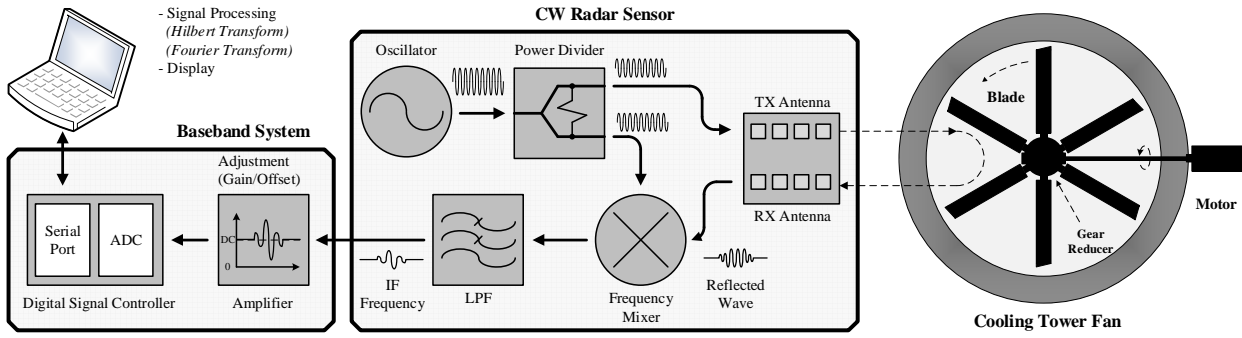 - Signal Processing
(Hilbert Transform)
(Fourier Transform)
- Display
Baseband System
Adjustment
(Gain/Offset)
Serial
Port
ADC
DC
0
Digital Signal Controller
Amplifier
CW Radar Sensor
Oscillator
Power Divider
TX Antenna
RX Antenna
IF
Frequency
LPF
Frequency
Mixer
Reflected
Wave
Blade
Gear
Reducer
Motor
Cooling Tower Fan